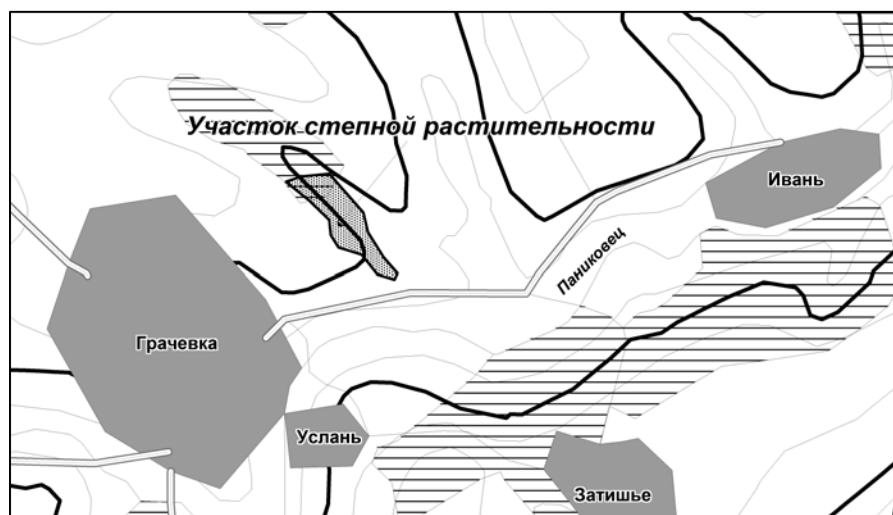 Участок степной растительности
Ивань
Паниковец
Грачевка
Услань
Затишье